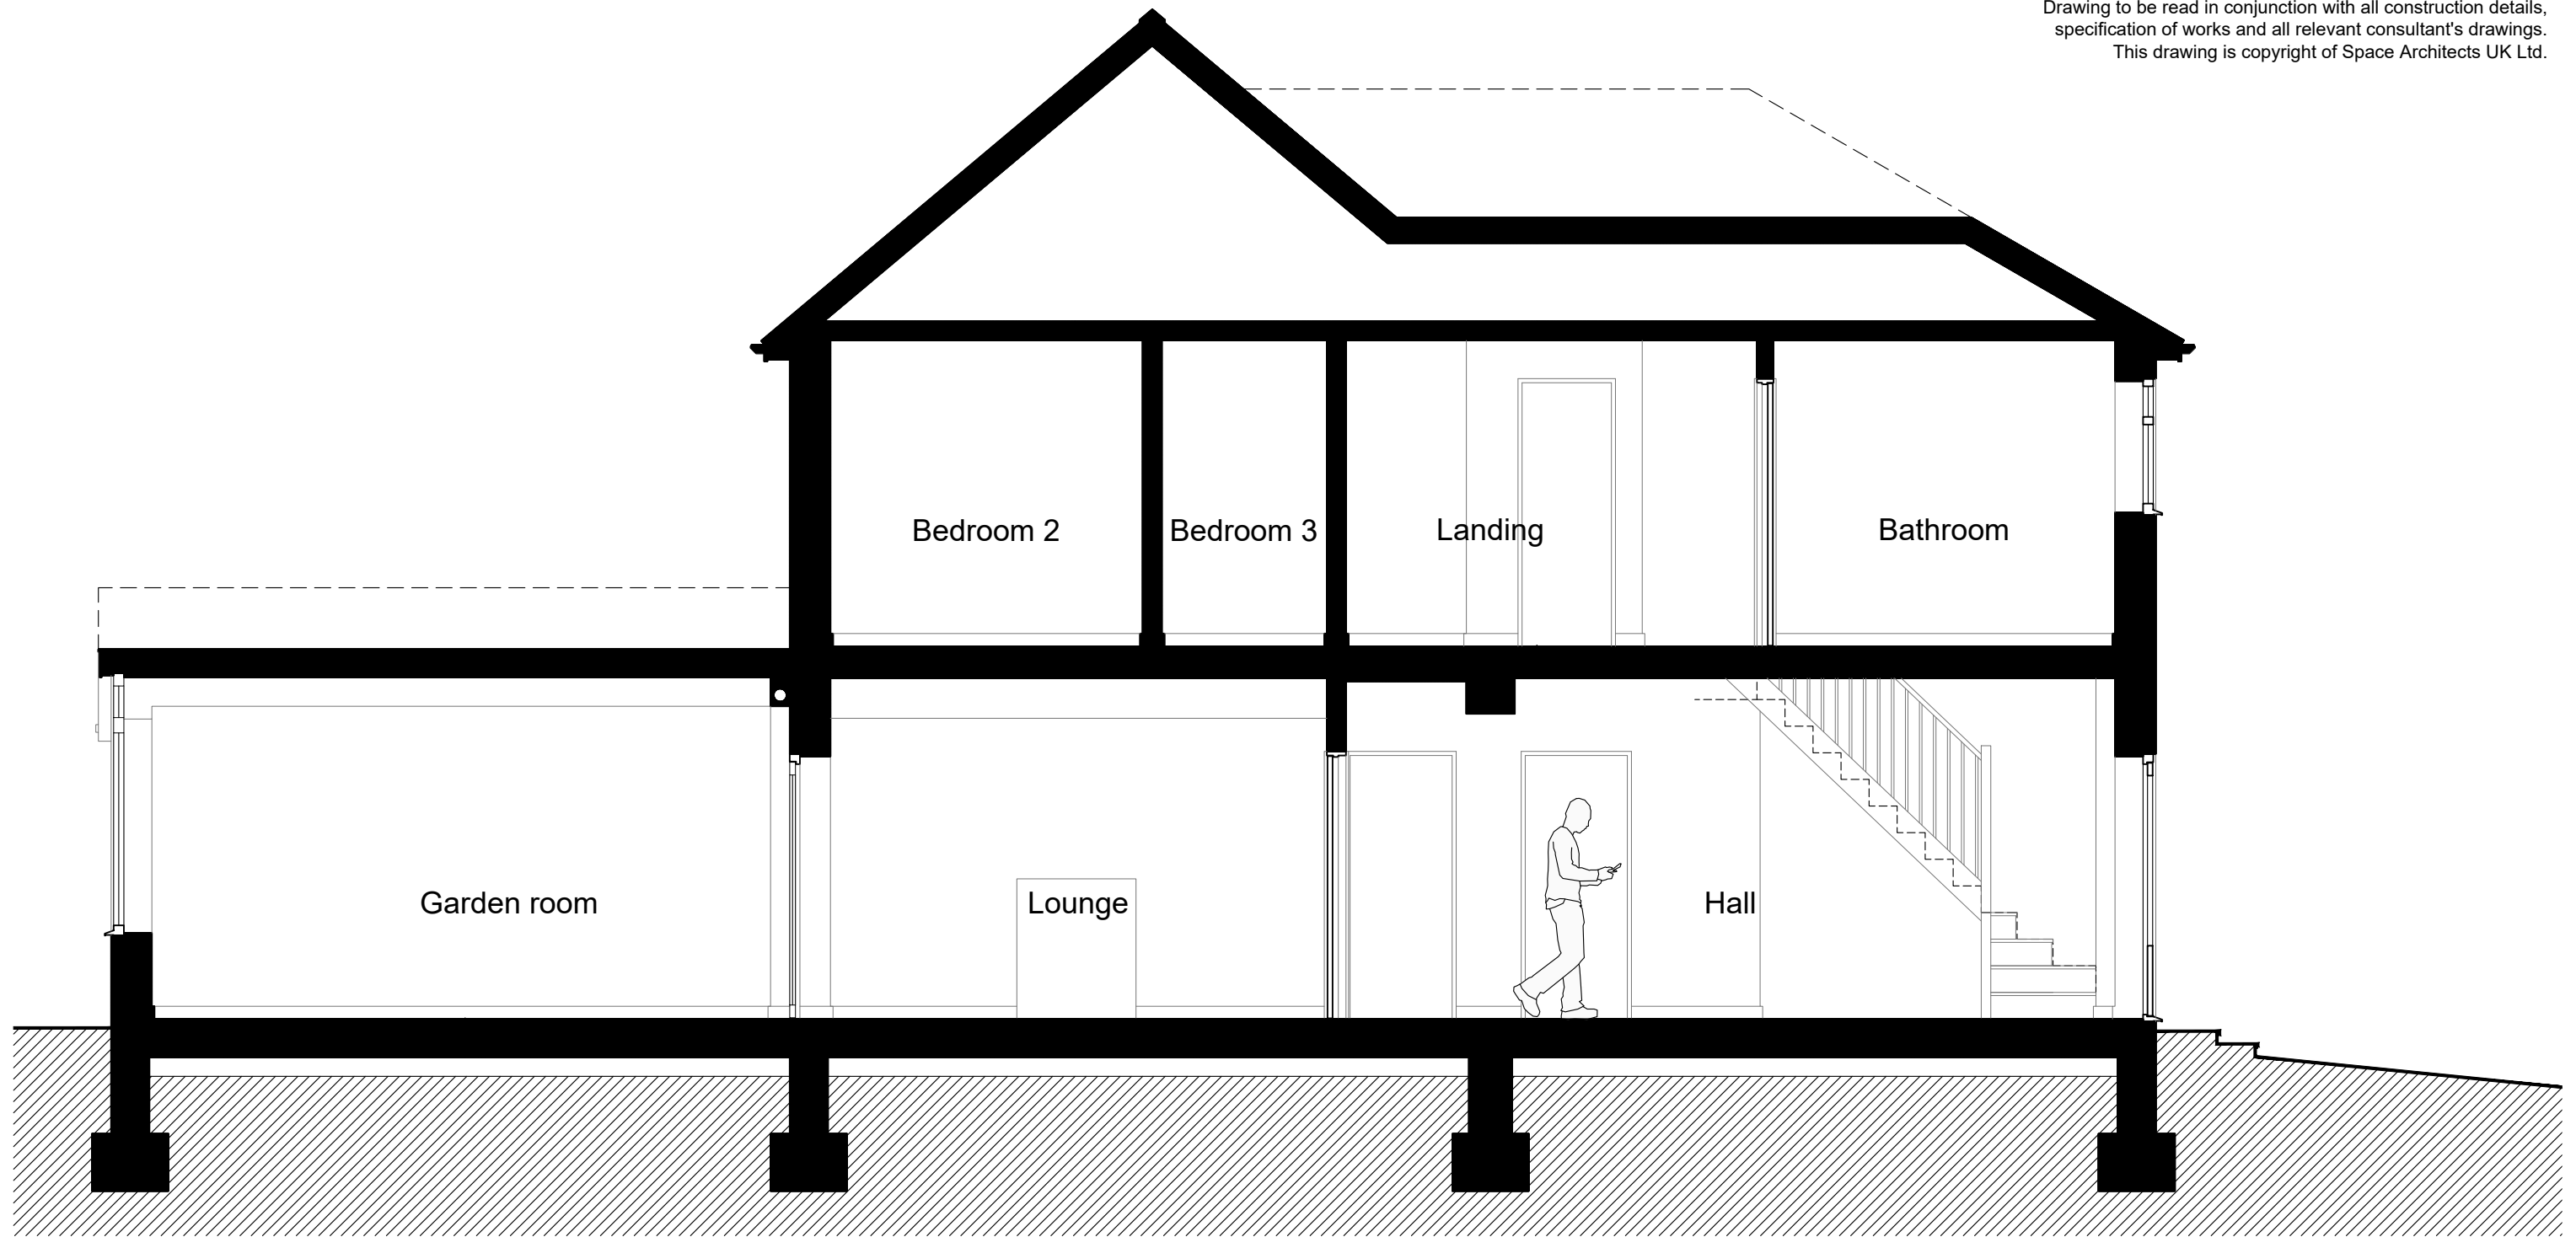 Drawing to be read in conjunction with all construction details,
specification of works and all relevant consultant's drawings.
This drawing is copyright of Space Architects UK Ltd.
Bedroom 2
Bedroom 3
Landing
Bathroom
Garden room
Lounge
Hall